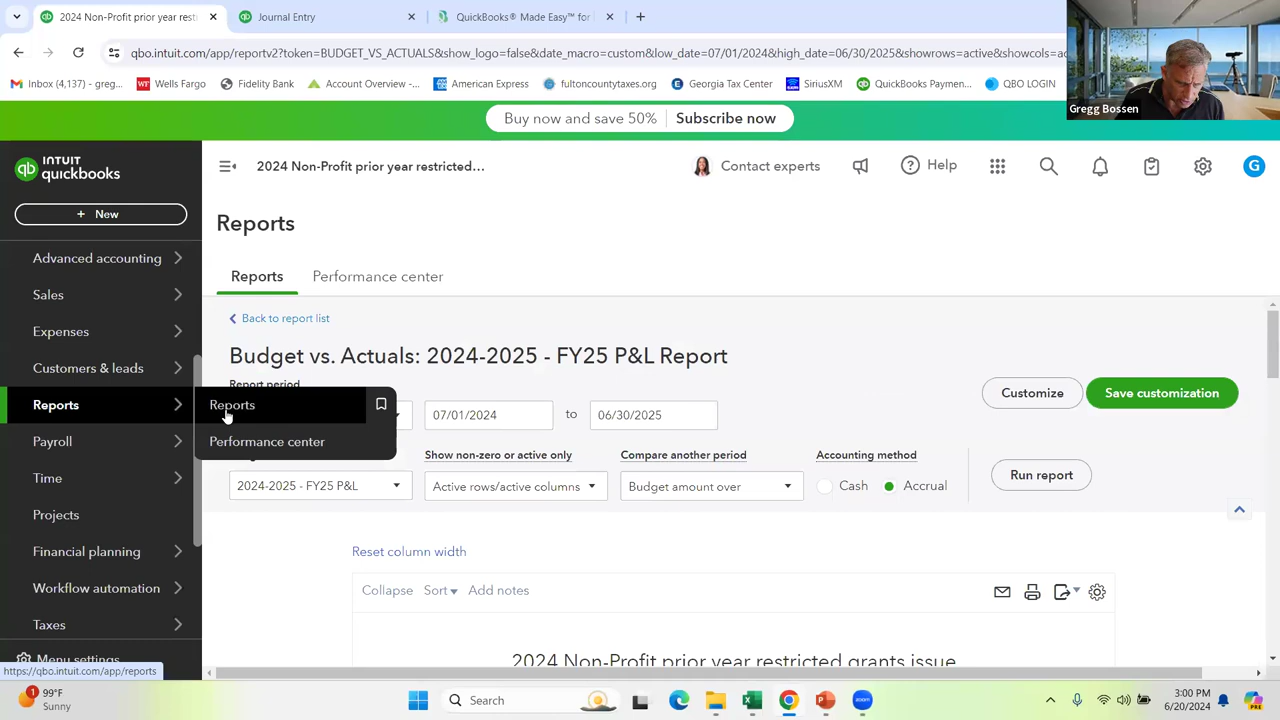 2024 Non-Profit prior year rest
Journal Entry
QuickBooks® Made Easy™ for
qbo.intuit.com/app/reportv2?token=BUDGET_VS_ACTUALS&show_logo=false&date_macro=custom&low_date=07/01/2024&high_date=06/30/2025&showrows=active&showcols=ac
Inbox (4,137) - greg...
Wells Fargo
Fidelity Bank
Account Overview -...
American Express
fultoncountytaxes.org
Georgia Tax Center
SiriusXM
QuickBooks Paymen...
QBO LOGIN
Gregg Bossen
Buy now and save 50%
Subscribe now
INTUIT
quickbooks
2024 Non-Profit prior year restricted...
Contact experts
Help
G
+ New
Reports
Reports
Performance center
Advanced accounting
Sales
Expenses
Customers & leads
Reports
Payroll
Time
Projects
Financial planning
Workflow automation
Taxes
Menu settings
Reports
Performance center
Back to report list
Budget vs. Actuals: 2024-2025 - FY25 P&L Report
Report period
07/01/2024
to
06/30/2025
Customize
Save customization
Show non-zero or active only
Compare another period
Accounting method
2024-2025 - FY25 P&L
Active rows/active columns
Budget amount over
Cash
Accrual
Run report
Reset column width
Collapse
Sort
Add notes
2024 Non-Profit prior year restricted grants issue
https://qbo.intuit.com/app/reports
1
99°F
Sunny
Search
zoom
3:00 PM
6/20/2024
PRE